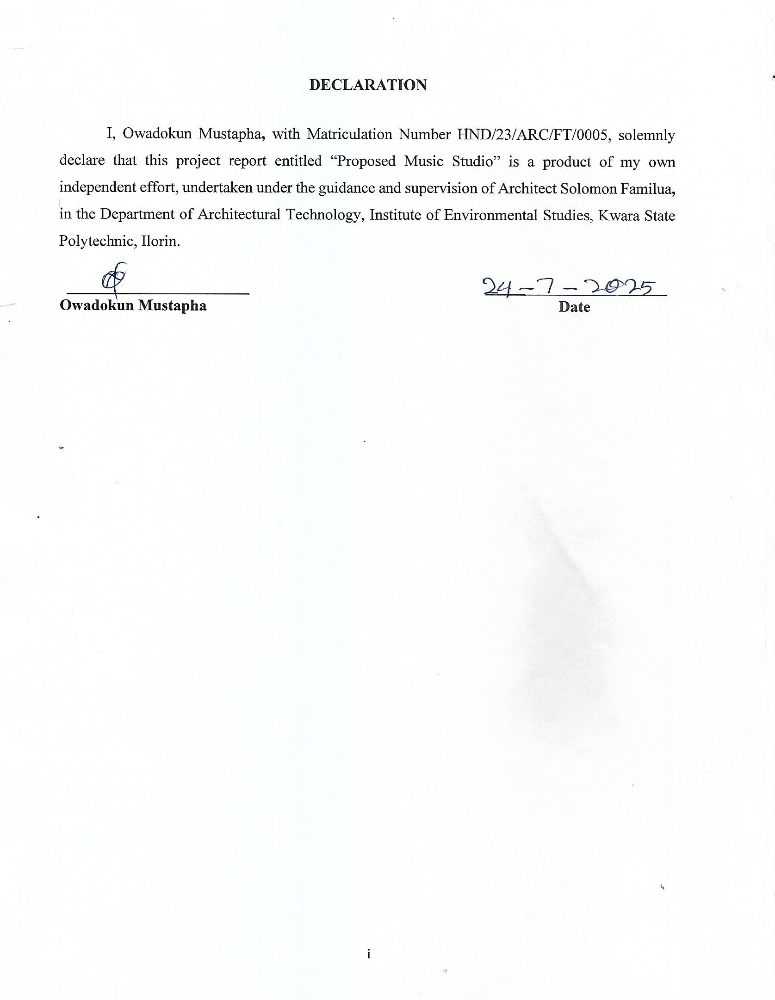 DECLARATION
I, Owadokun Mustapha, with Matriculation Number HND/23/ARC/FT/0005, solemnly
declare that this project report entitled “Proposed Music Studio” is a product of my own
independent effort, undertaken under the guidance and supervision of Architect Solomon Familua,
in the Department of Architectural Technology, Institute of Environmental Studies, Kwara State
Polytechnic, Ilorin.
24-7-2025
Owadokun Mustapha Date
i